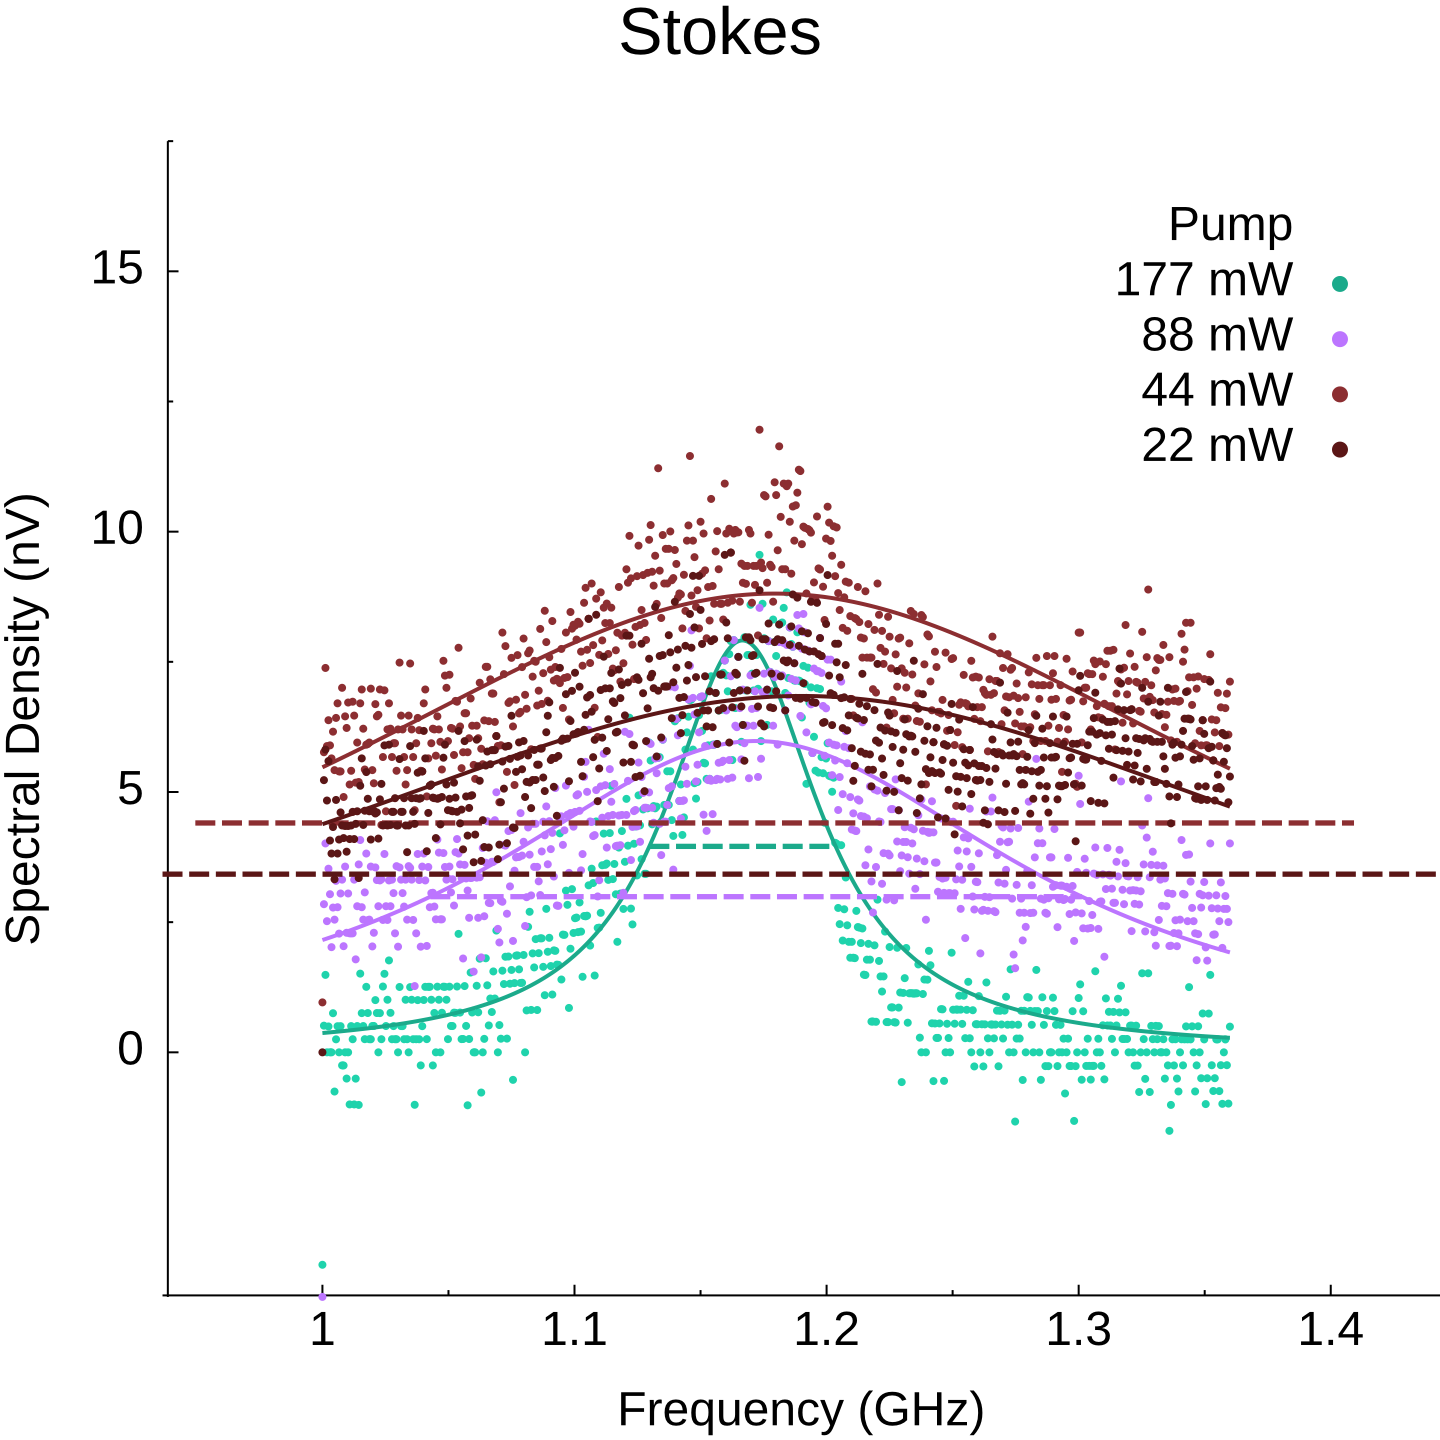 Stokes
Spectral Density (nV)
15
10
5
0
Pump
177 mW
88 mW
44 mW
22 mW
1
1.1
1.2
1.3
1.4
Frequency (GHz)